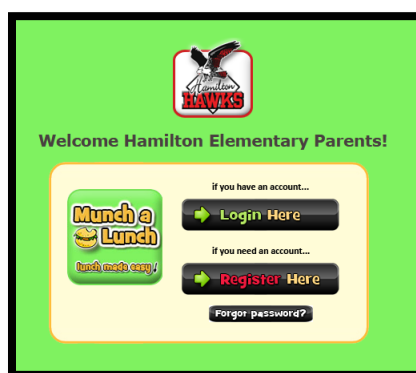 Hamilton
HAWKS
Welcome Hamilton Elementary Parents!
Munch a
Lunch
lunch made easy !
if you have an account...
Login Here
if you need an account...
Register Here
Forgot password?